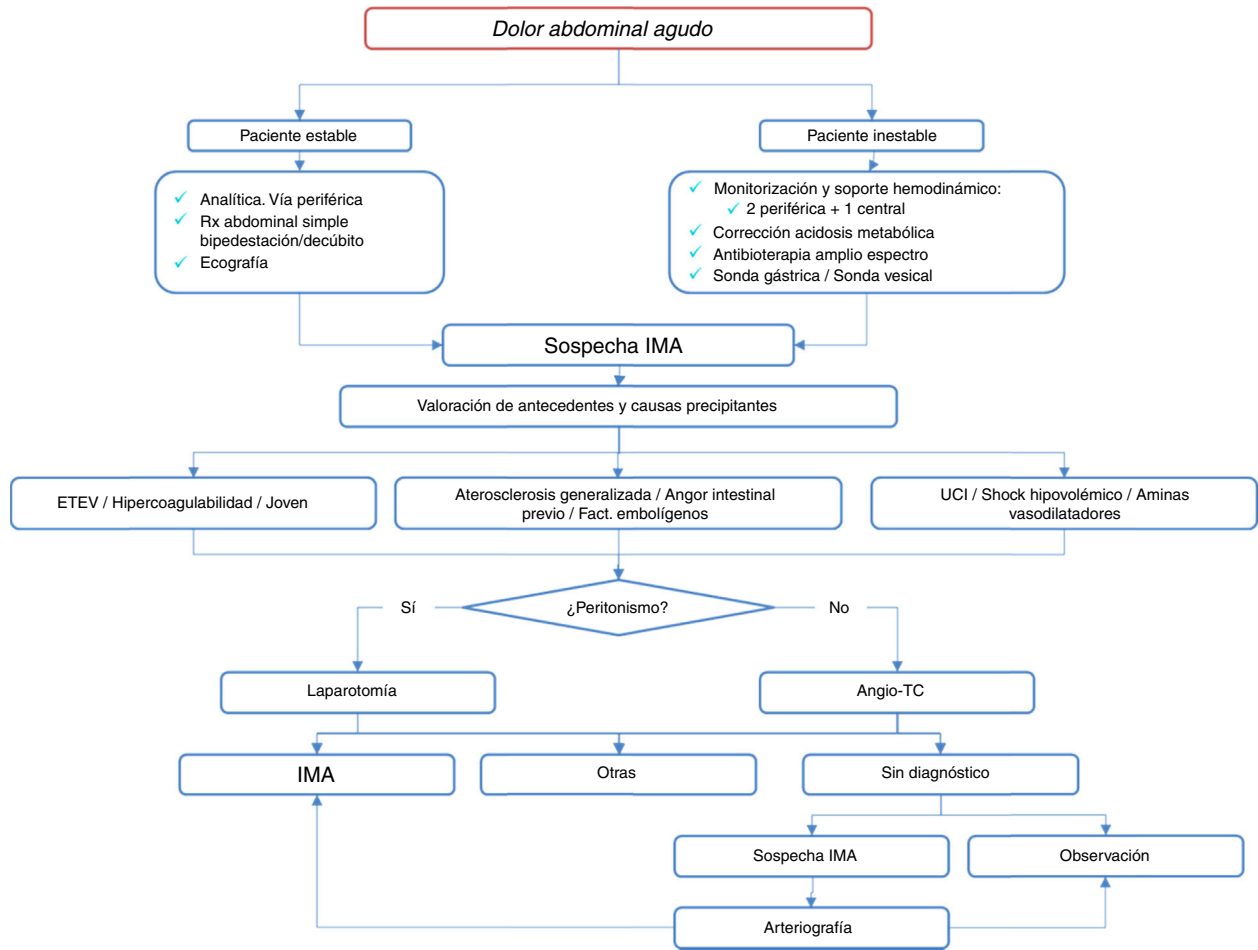 Dolor abdominal agudo
Paciente estable
Paciente inestable
✓ Analítica. Vía periférica
✓ Rx abdominal simple
bipedestación/decúbito
✓ Ecografía
✓ Monitorización y soporte hemodinámico:
✓ 2 periférica + 1 central
✓ Corrección acidosis metabólica
✓ Antibioterapia amplio espectro
✓ Sonda gástrica / Sonda vesical
Sospecha IMA
Valoración de antecedentes y causas precipitantes
ETEV / Hipercoagulabilidad / Joven
Aterosclerosis generalizada / Angor intestinal
previo / Fact. embolígenos
UCI / Shock hipovolémico / Aminas
vasodilatadores
¿Peritonismo?
Sí
No
Laparotomía
Angio-TC
IMA
Otras
Sin diagnóstico
Sospecha IMA
Observación
Arteriografía